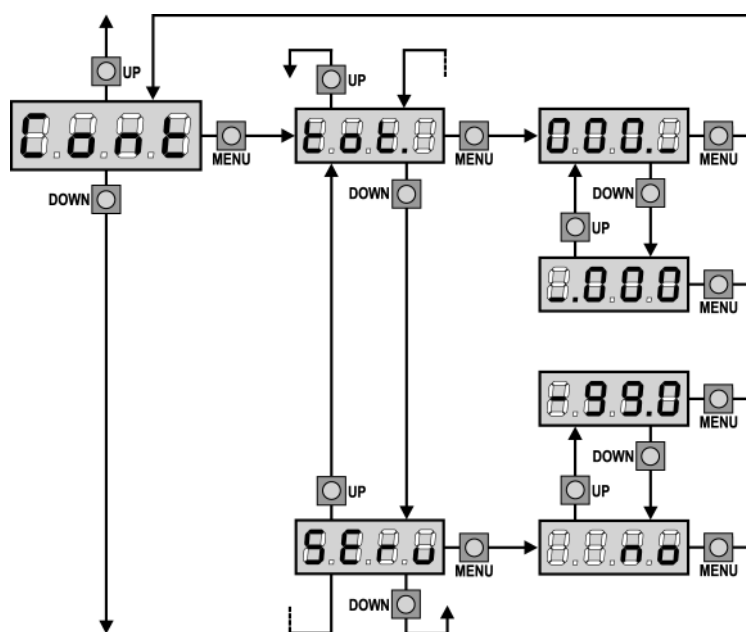 UP
UP
Cont
MENU
tot.
MENU
000._
MENU
DOWN
DOWN
DOWN
UP
_.000
MENU
-99.0
MENU
DOWN
UP
UP
SErv
MENU
no
MENU
DOWN